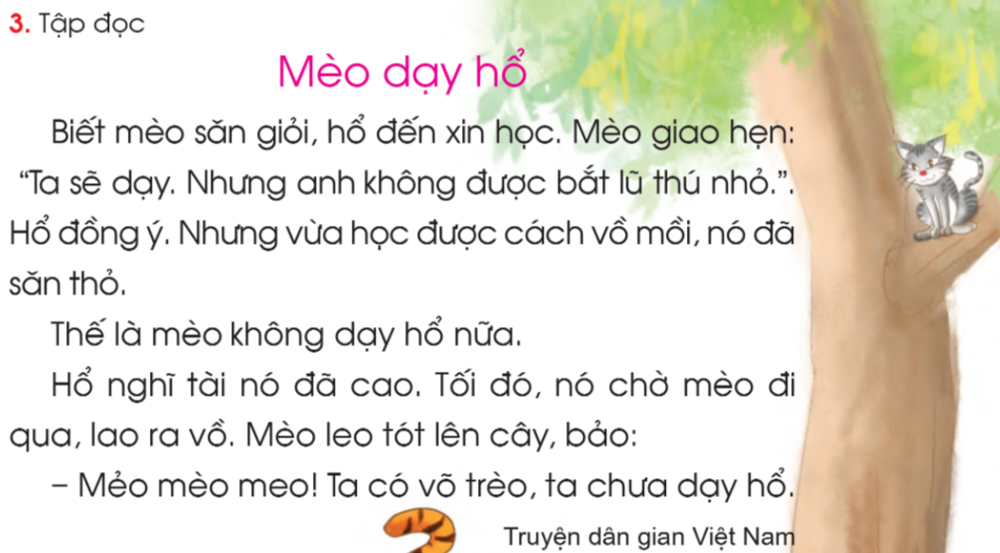 3. Tập đọc
Mèo dạy hổ
Biết mèo săn giỏi, hổ đến xin học. Mèo giao hẹn:
“Ta sẽ dạy. Nhưng anh không được bắt lũ thú nhỏ.”.
Hổ đồng ý. Nhưng vừa học được cách vồ mồi, nó đã
săn thỏ.
Thế là mèo không dạy hổ nữa.
Hổ nghĩ tài nó đã cao. Tối đó, nó chờ mèo đi
qua, lao ra vồ. Mèo leo tót lên cây, bảo:
– Mẻo mèo meo! Ta có võ trèo, ta chưa dạy hổ.
Truyện dân gian Việt Nam